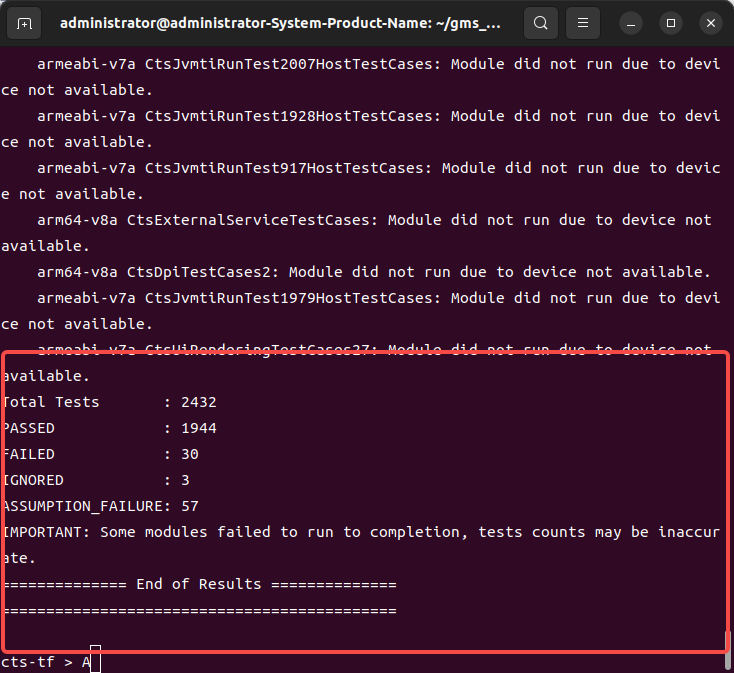 administrator@administrator-System-Product-Name: ~/gms_...
    armeabi-v7a CtsJvmtiRunTest2007HostTestCases: Module did not run due to devi
ce not available.
    armeabi-v7a CtsJvmtiRunTest1928HostTestCases: Module did not run due to devi
ce not available.
    armeabi-v7a CtsJvmtiRunTest917HostTestCases: Module did not run due to devic
e not available.
    arm64-v8a CtsExternalServiceTestCases: Module did not run due to device not 
available.
    arm64-v8a CtsDpiTestCases2: Module did not run due to device not available.
    armeabi-v7a CtsJvmtiRunTest1979HostTestCases: Module did not run due to devi
ce not available.
    armeabi-v7a CtsUiRenderingTestCases27: Module did not run due to device not 
available.
Total Tests       : 2432
PASSED            : 1944
FAILED            : 30
IGNORED           : 3
ASSUMPTION_FAILURE: 57
IMPORTANT: Some modules failed to run to completion, tests counts may be inaccur
ate.
============== End of Results ==============
============================================
cts-tf > A